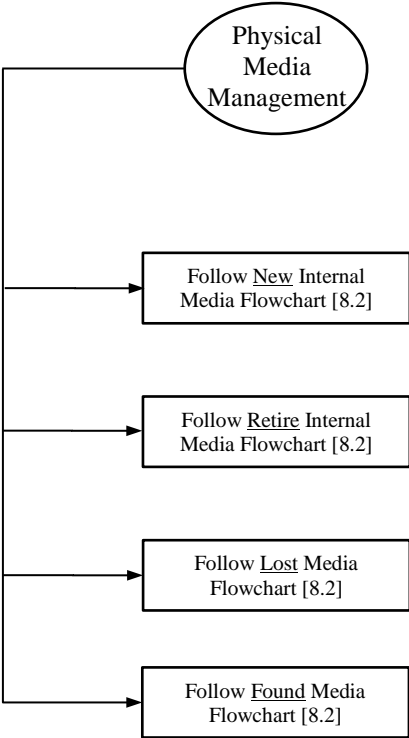 Physical
Media
Management
Follow New Internal
Media Flowchart [8.2]
Follow Retire Internal
Media Flowchart [8.2]
Follow Lost Media
Flowchart [8.2]
Follow Found Media
Flowchart [8.2]